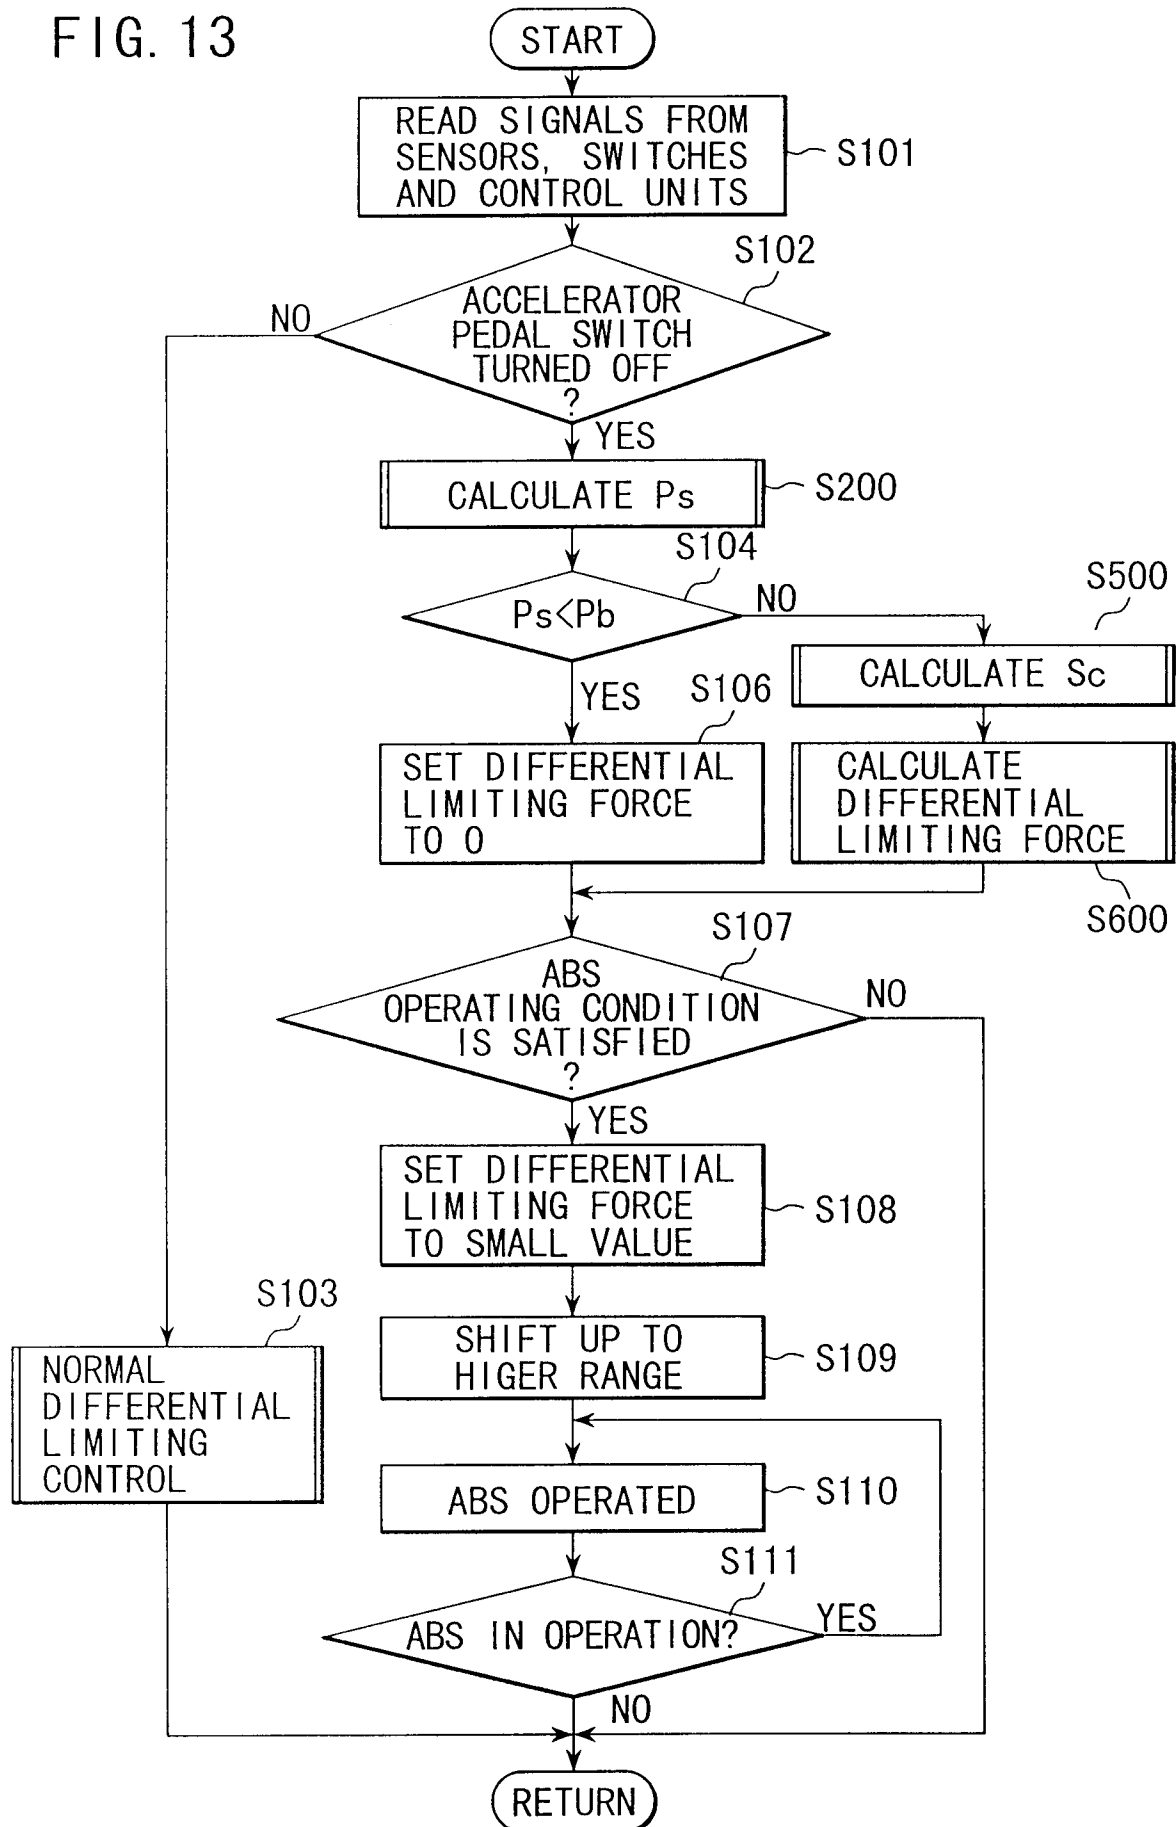 FIG. 13
START
READ SIGNALS FROM
SENSORS, SWITCHES
AND CONTROL UNITS
S101
S102
ACCELERATOR
PEDAL SWITCH
TURNED OFF
?
NO
YES
CALCULATE Ps
S200
S104
Ps<Pb
NO
S500
CALCULATE Sc
YES
S106
SET DIFFERENTIAL
LIMITING FORCE
TO 0
CALCULATE
DIFFERENTIAL
LIMITING FORCE
S600
S107
ABS
OPERATING CONDITION
IS SATISFIED
?
NO
YES
SET DIFFERENTIAL
LIMITING FORCE
TO SMALL VALUE
S108
S103
NORMAL
DIFFERENTIAL
LIMITING
CONTROL
SHIFT UP TO
HIGER RANGE
S109
ABS OPERATED
S110
S111
ABS IN OPERATION?
YES
NO
RETURN